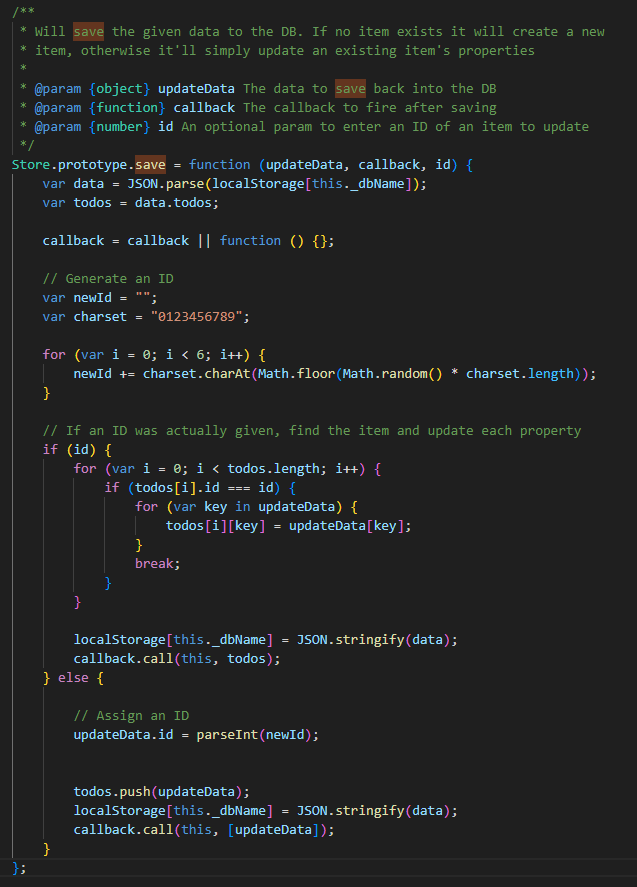 /**
 * Will save the given data to the DB. If no item exists it will create a new
 * item, otherwise it'll simply update an existing item's properties
 *
 * @param {object} updateData The data to save back into the DB
 * @param {function} callback The callback to fire after saving
 * @param {number} id An optional param to enter an ID of an item to update
 */
Store.prototype.save = function (updateData, callback, id) {
    var data = JSON.parse(localStorage[this._dbName]);
    var todos = data.todos;

    callback = callback || function () {};

    // Generate an ID
    var newId = "";
    var charset = "0123456789";

    for (var i = 0; i < 6; i++) {
        newId += charset.charAt(Math.floor(Math.random() * charset.length));
    }

    // If an ID was actually given, find the item and update each property
    if (id) {
        for (var i = 0; i < todos.length; i++) {
            if (todos[i].id === id) {
                for (var key in updateData) {
                    todos[i][key] = updateData[key];
                }
                break;
            }
        }

        localStorage[this._dbName] = JSON.stringify(data);
        callback.call(this, todos);
    } else {

        // Assign an ID
        updateData.id = parseInt(newId);


        todos.push(updateData);
        localStorage[this._dbName] = JSON.stringify(data);
        callback.call(this, [updateData]);
    }
};